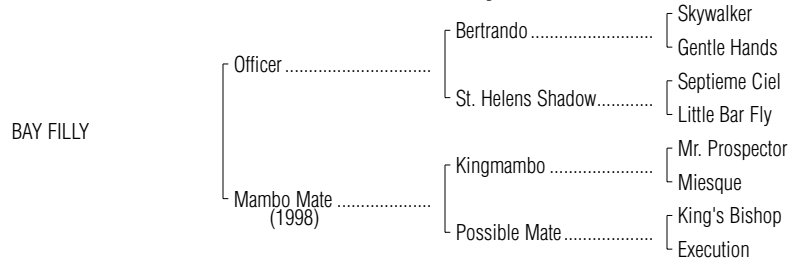 Skywalker
Bertrando ..............................
Gentle Hands
Officer ...................................
Septieme Ciel
St. Helens Shadow..............
Little Bar Fly
BAY FILLY
Mr. Prospector
Kingmambo .........................
Miesque
Mambo Mate .......................
(1998)
King's Bishop
Possible Mate......................
Execution